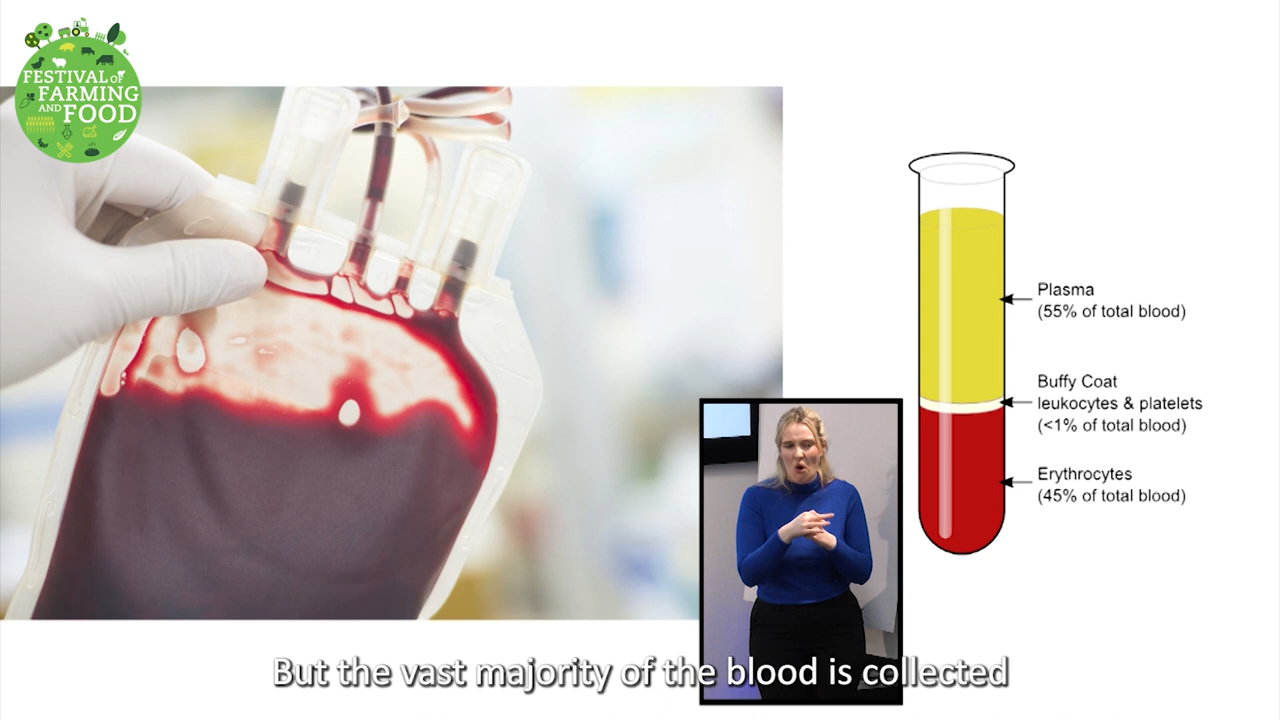 FESTIVAL OF
FARMING
AND FOOD
Plasma
(55% of total blood)
Buffy Coat
leukocytes & platelets
(<1% of total blood)
Erythrocytes
(45% of total blood)
But the vast majority of the blood is collected